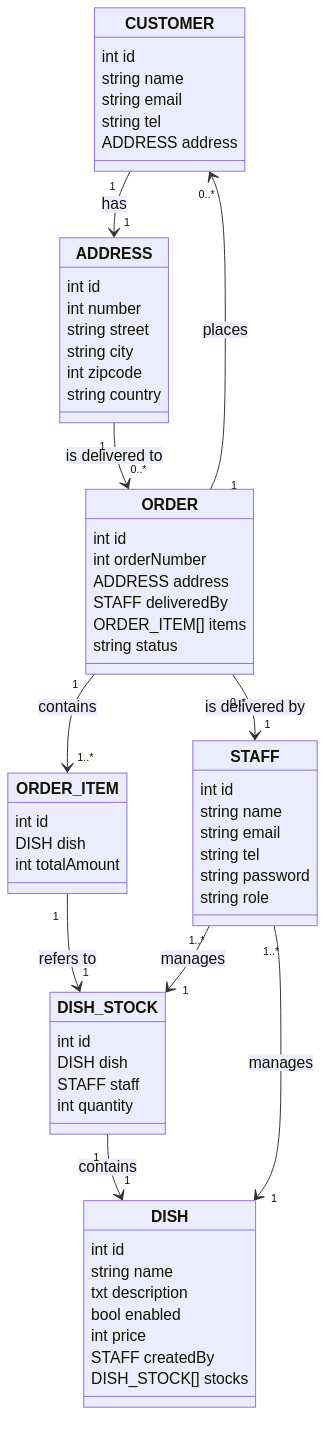 CUSTOMER
int id
string name
string email
string tel
ADDRESS address
1
0..*
has
1
ADDRESS
int id
int number
string street
string city
int zipcode
string country
places
1
is delivered to
0..*
1
ORDER
int id
int orderNumber
ADDRESS address
STAFF deliveredBy
ORDER_ITEM[] items
string status
1
contains
1..*
0..*
is delivered by
1
ORDER_ITEM
int id
DISH dish
int totalAmount
STAFF
int id
string name
string email
string tel
string password
string role
1
refers to
1
1..*
manages
1
1..*
manages
1
DISH_STOCK
int id
DISH dish
STAFF staff
int quantity
1
contains
1
DISH
int id
string name
txt description
bool enabled
int price
STAFF createdBy
DISH_STOCK[] stocks